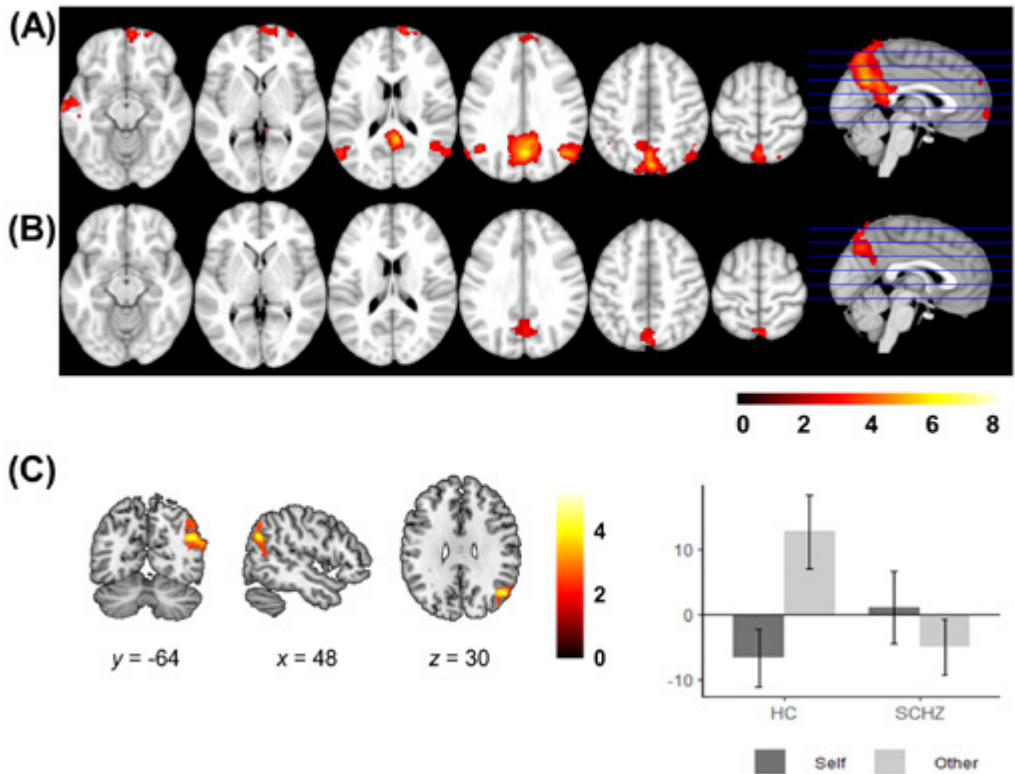 (A)
(B)
0 2 4 6 8
(C)
4
2
0
y = -64
x = 48
z = 30
10
0
-10
HC SCHZ
Self Other